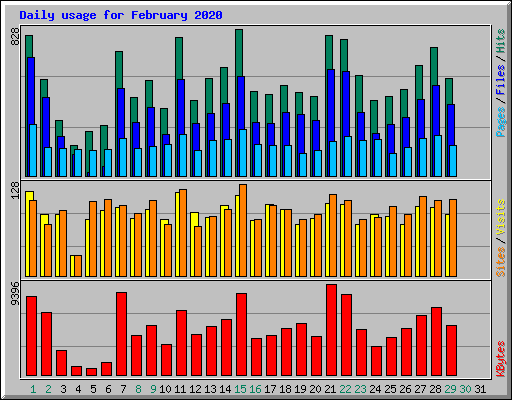 Daily usage for February 2020
828
Pages / Files / Hits
128
Sites / Visits
9396
KBytes
1 2 3 4 5 6 7 8 9 10 11 12 13 14 15 16 17 18 19 20 21 22 23 24 25 26 27 28 29 30 31